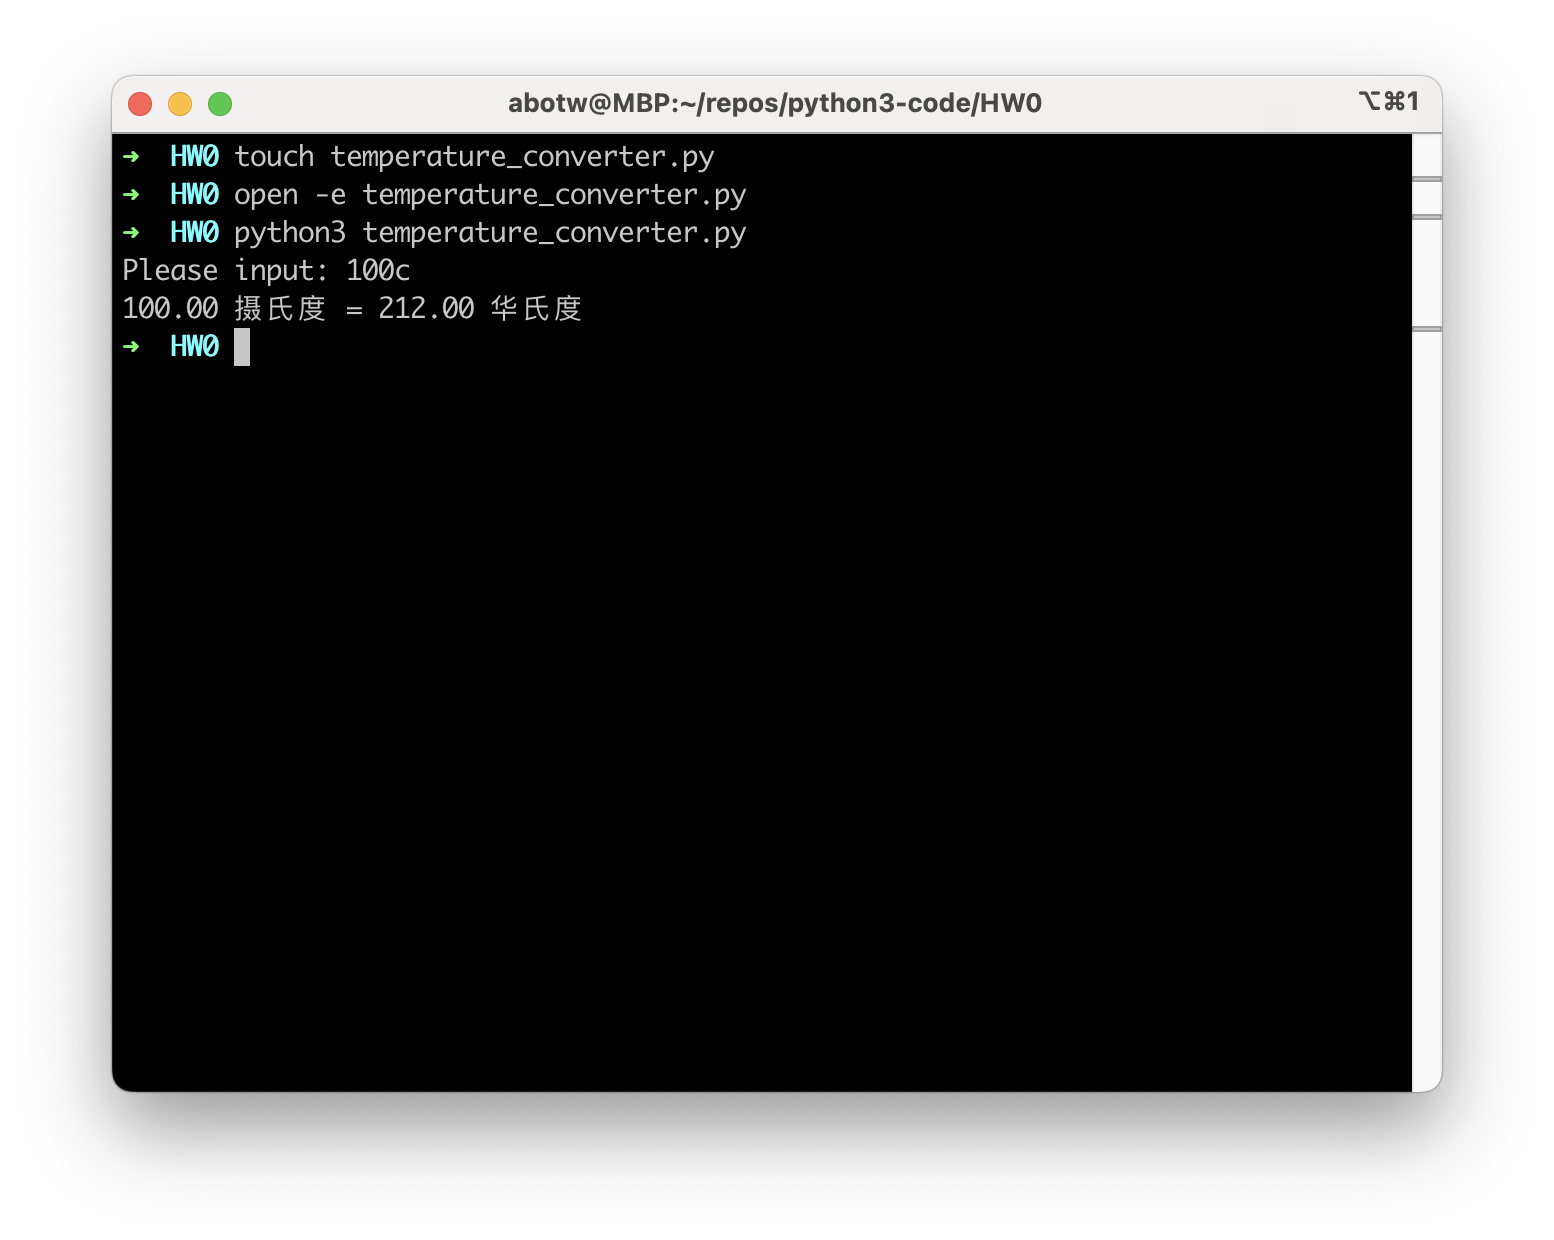 abotw@MBP:~/repos/python3-code/HW0 ⌥⌘1
➜  HW0 touch temperature_converter.py
➜  HW0 open -e temperature_converter.py
➜  HW0 python3 temperature_converter.py
Please input: 100c
100.00 摄氏度 = 212.00 华氏度
➜  HW0